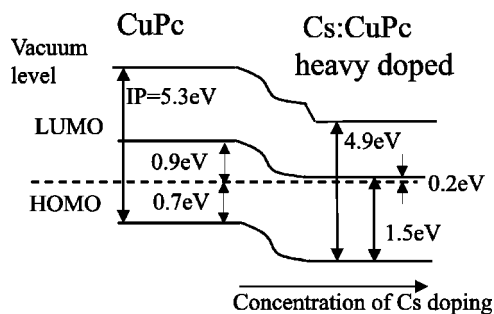 CuPc
Cs:CuPc
heavy doped
Vacuum
level
IP=5.3eV
LUMO
4.9eV
0.9eV
0.2eV
HOMO
0.7eV
1.5eV
Concentration of Cs doping